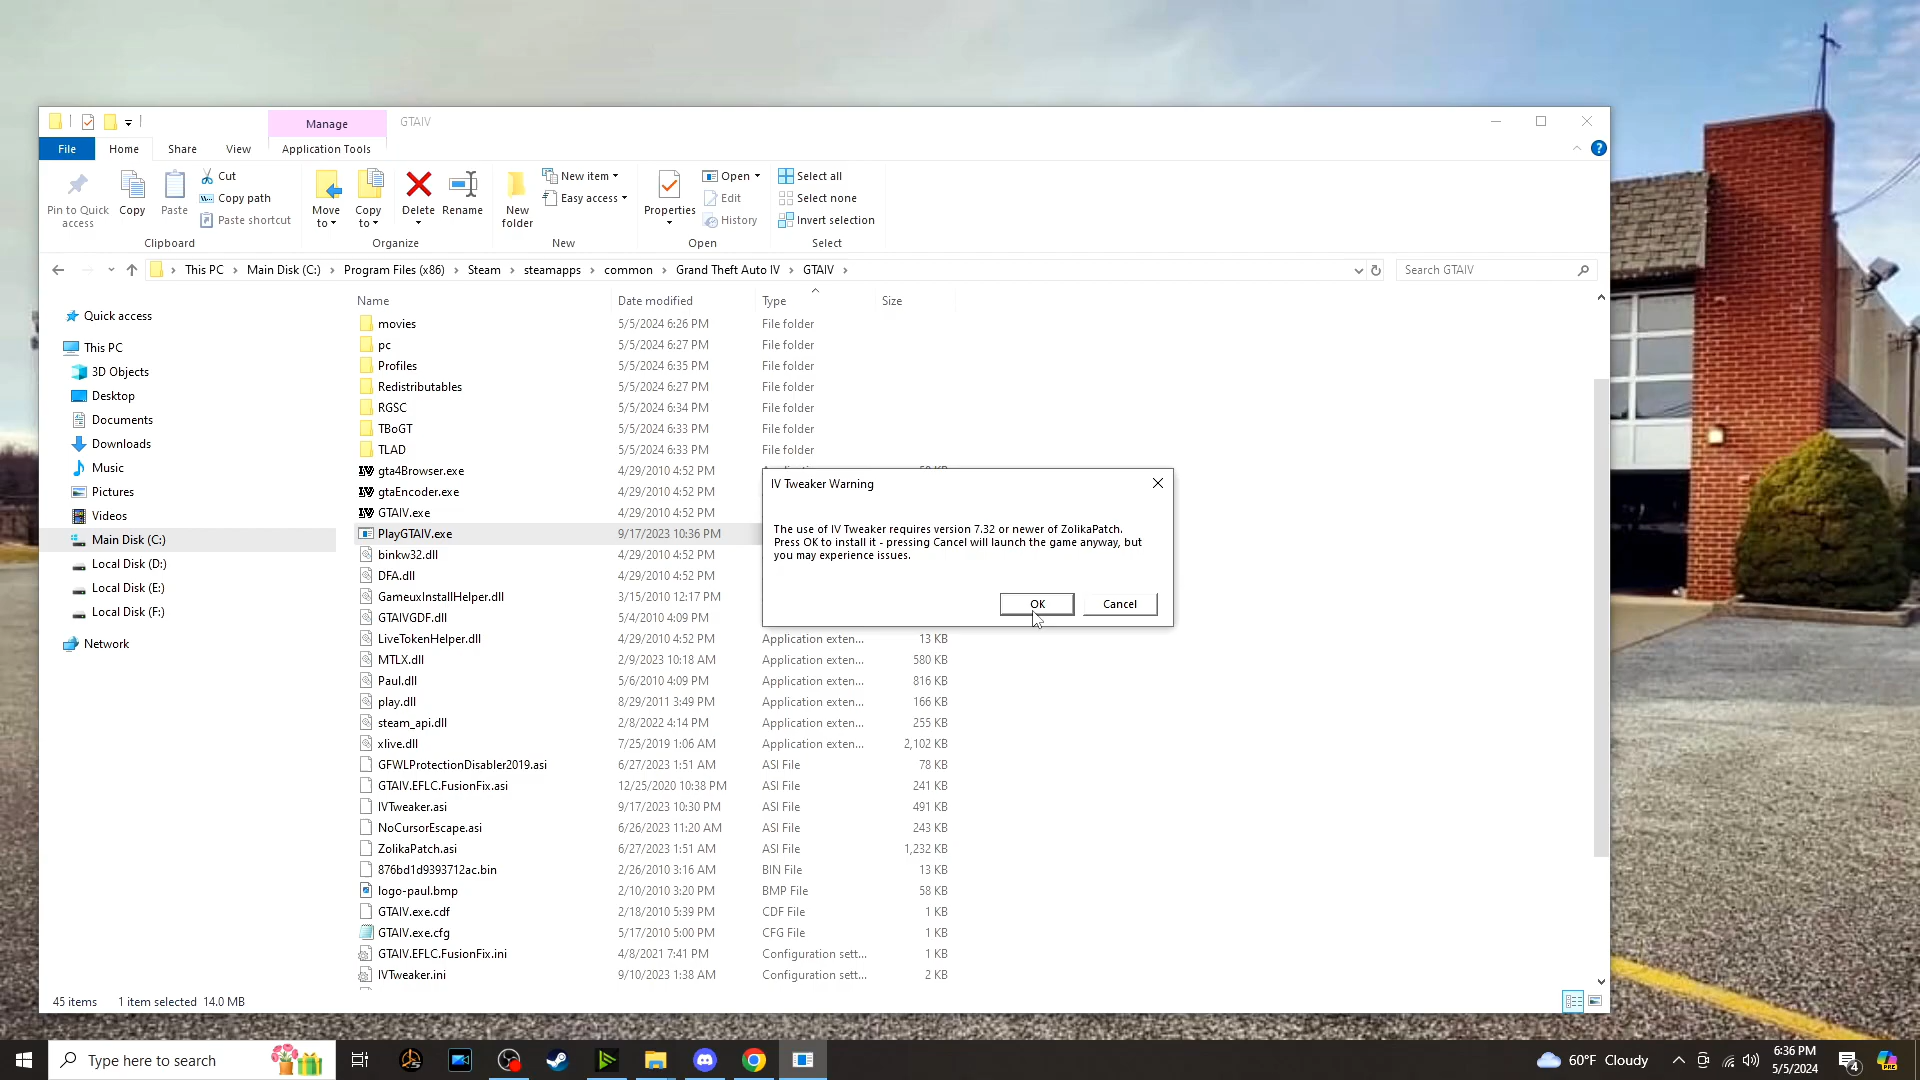 Manage
GTAIV
File
Home
Share
View
Application Tools
Pin to Quick access
Copy
Paste
Cut
Copy path
Paste shortcut
Clipboard
Move to
Copy to
Delete
Rename
Organize
New folder
New item
Easy access
New
Properties
Open
Edit
History
Open
Select all
Select none
Invert selection
Select
This PC > Main Disk (C:) > Program Files (x86) > Steam > steamapps > common > Grand Theft Auto IV > GTAIV >
Search GTAIV
Quick access
This PC
3D Objects
Desktop
Documents
Downloads
Music
Pictures
Videos
Main Disk (C:)
Local Disk (D:)
Local Disk (E:)
Local Disk (F:)
Network
Name Date modified Type Size
movies 5/5/2024 6:26 PM File folder
pc 5/5/2024 6:27 PM File folder
Profiles 5/5/2024 6:35 PM File folder
Redistributables 5/5/2024 6:27 PM File folder
RGSC 5/5/2024 6:34 PM File folder
TBoGT 5/5/2024 6:33 PM File folder
TLAD 5/5/2024 6:33 PM File folder
gta4Browser.exe 4/29/2010 4:52 PM
gtaEncoder.exe 4/29/2010 4:52 PM
GTAIV.exe 4/29/2010 4:52 PM
PlayGTAIV.exe 9/17/2023 10:36 PM
binkw32.dll 4/29/2010 4:52 PM
DFA.dll 4/29/2010 4:52 PM
GameuxInstallHelper.dll 3/15/2010 12:17 PM
GTAIVGDF.dll 5/4/2010 4:09 PM
LiveTokenHelper.dll 4/29/2010 4:52 PM Application exten... 13 KB
MTLX.dll 2/9/2023 10:18 AM Application exten... 580 KB
Paul.dll 5/6/2010 4:09 PM Application exten... 816 KB
play.dll 8/29/2011 3:49 PM Application exten... 166 KB
steam_api.dll 2/8/2022 4:14 PM Application exten... 255 KB
xlive.dll 7/25/2019 1:06 AM Application exten... 2,102 KB
GFWLProtectionDisabler2019.asi 6/27/2023 1:51 AM ASI File 78 KB
GTAIV.EFLC.FusionFix.asi 12/25/2020 10:38 PM ASI File 241 KB
IVTweaker.asi 9/17/2023 10:30 PM ASI File 491 KB
NoCursorEscape.asi 6/26/2023 11:20 AM ASI File 243 KB
ZolikaPatch.asi 6/27/2023 1:51 AM ASI File 1,232 KB
876bd1d9393712ac.bin 2/26/2010 3:16 AM BIN File 13 KB
logo-paul.bmp 2/10/2010 3:20 PM BMP File 58 KB
GTAIV.exe.cdf 2/18/2010 5:39 PM CDF File 1 KB
GTAIV.exe.cfg 5/17/2010 5:00 PM CFG File 1 KB
GTAIV.EFLC.FusionFix.ini 4/8/2021 7:41 PM Configuration sett... 1 KB
IVTweaker.ini 9/10/2023 1:38 AM Configuration sett... 2 KB
IV Tweaker Warning
The use of IV Tweaker requires version 7.32 or newer of ZolikaPatch.
Press OK to install it - pressing Cancel will launch the game anyway, but
you may experience issues.
OK
Cancel
45 items 1 item selected 14.0 MB
Type here to search
60°F Cloudy
6:36 PM
5/5/2024
4
PRE